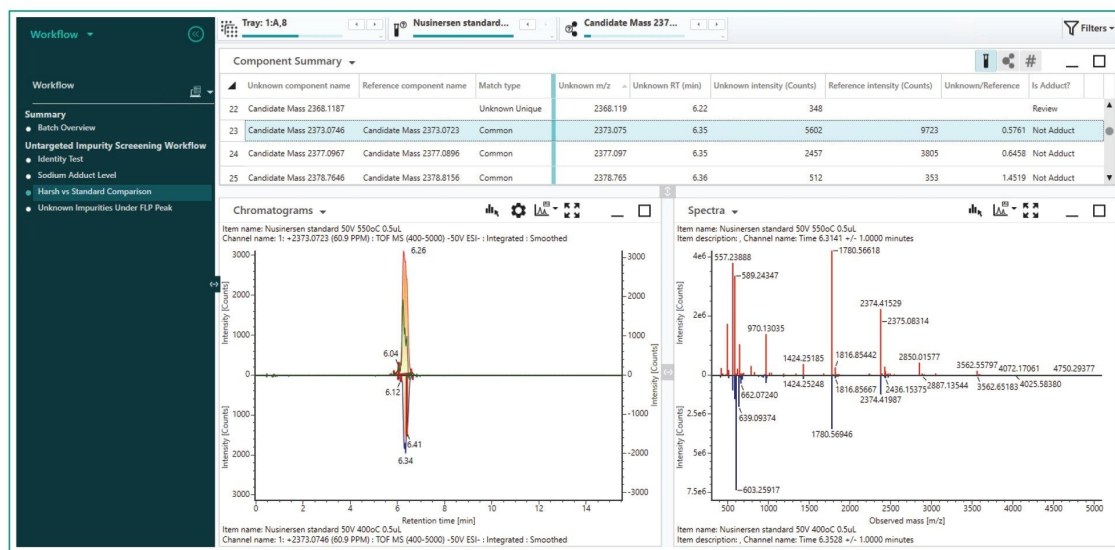 Workflow
Tray: 1:A,8
Nusinersen standard...
Candidate Mass 237...
Filters
Workflow
Summary
Batch Overview
Untargeted Impurity Screeening Workflow
Identity Test
Sodium Adduct Level
Harsh vs Standard Comparison
Unknown Impurities Under FLP Peak
Component Summary
#
Unknown component name Reference component name Match type Unknown m/z Unknown RT (min) Unknown intensity (Counts) Reference intensity (Counts) Unknown/Reference Is Adduct?
22 Candidate Mass 2368.1187 Unknown Unique 2368.119 6.22 348 Review
23 Candidate Mass 2373.0746 Candidate Mass 2373.0723 Common 2373.075 6.35 5602 9723 0.5761 Not Adduct
24 Candidate Mass 2377.0967 Candidate Mass 2377.0896 Common 2377.097 6.35 2457 3805 0.6458 Not Adduct
25 Candidate Mass 2378.7646 Candidate Mass 2378.8156 Common 2378.765 6.36 512 353 1.4519 Not Adduct
Chromatograms
Item name: Nusinersen standard 50V 550oC 0.5uL
Channel name: 1: +2373.0723 (60.9 PPM) : TOF MS (400-5000) -50V ESI- : Integrated : Smoothed
3000
2000
1000
0
1000
2000
3000
Intensity [Counts]
Intensity [Counts]
6.26
6.04
6.12
6.41
6.34
3000
2000
1000
0
-1000
-2000
-3000
Intensity [Counts]
0 2 4 6 8 10 12 14
Retention time [min]
Item name: Nusinersen standard 50V 400oC 0.5uL
Channel name: 1: +2373.0746 (60.9 PPM) : TOF MS (400-5000) -50V ESI- : Integrated : Smoothed
Spectra
Item name: Nusinersen standard 50V 550oC 0.5uL
Item description: , Channel name: Time 6.3141 +/- 1.0000 minutes
4e6
2e6
0
2.5e6
5e6
7.5e6
Intensity [Counts]
Intensity [Counts]
557.23888
589.24347
970.13035
1424.25185
1780.56618
1816.85442
2374.41529
2375.08314
2850.01577
3562.55797
4072.17061
4750.29377
662.07240
639.09374
603.25917
1424.25248
1780.56946
1816.85667
2374.41987
2436.15375
2887.13544
3562.65183
4025.58380
500 1000 1500 2000 2500 3000 3500 4000 4500 5000
Observed mass [m/z]
Item name: Nusinersen standard 50V 400oC 0.5uL
Item description: , Channel name: Time 6.3528 +/- 1.0000 minutes